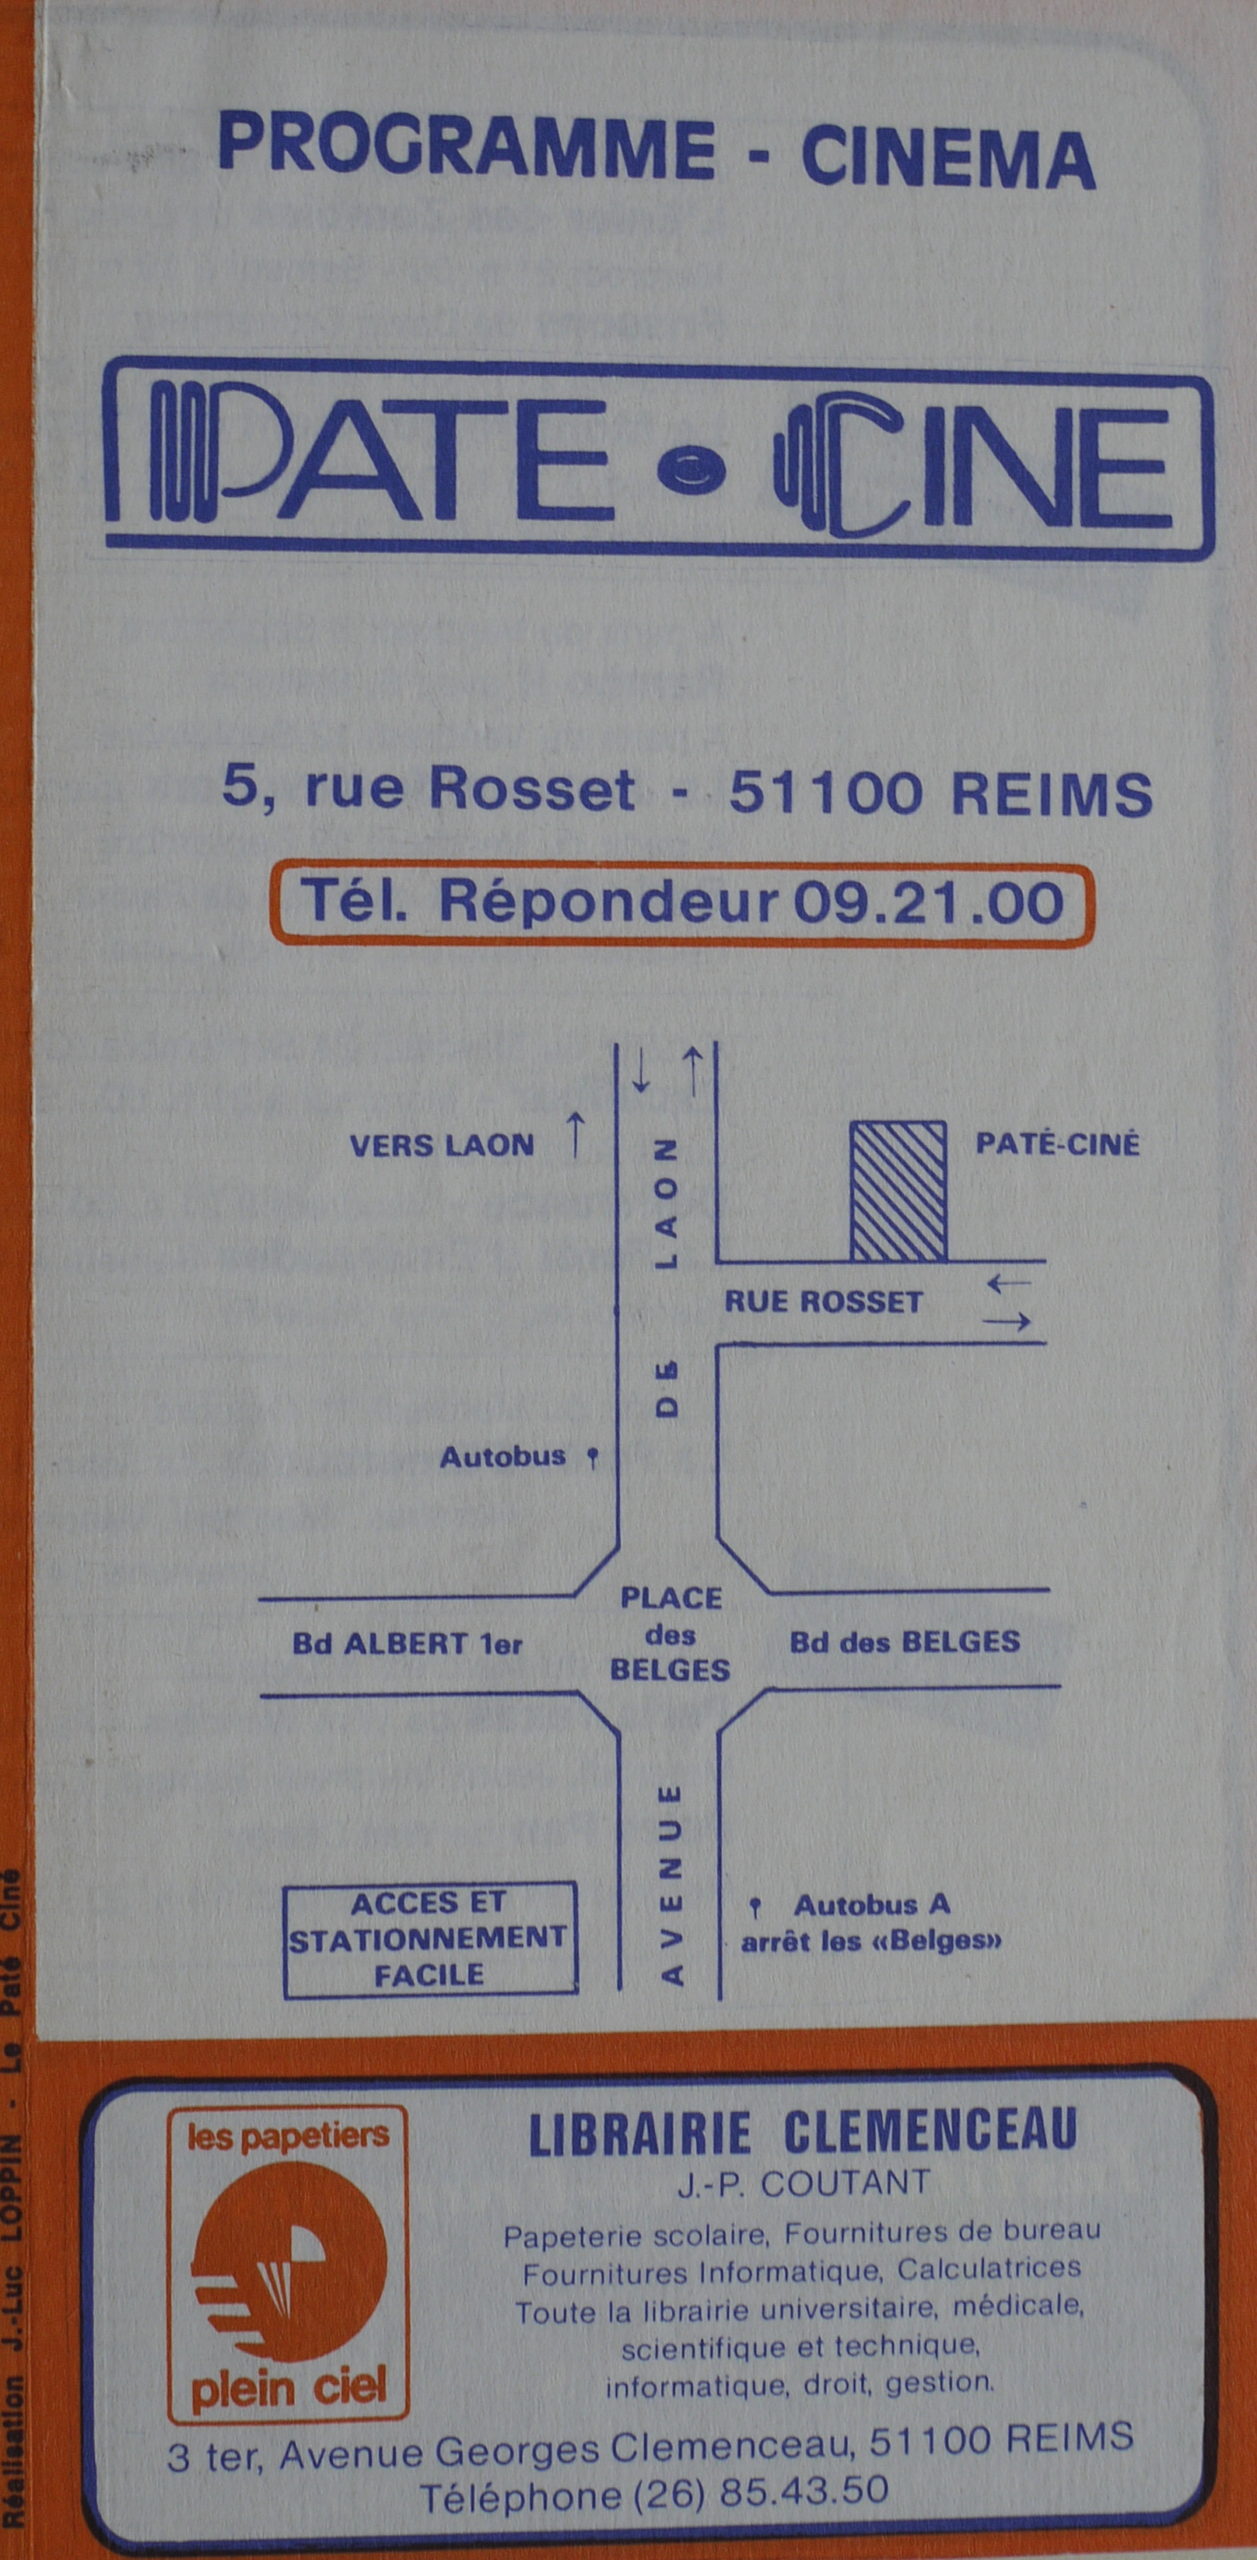 PROGRAMME - CINEMA
PATE • CINE
5, rue Rosset - 51100 REIMS
Tél. Répondeur 09.21.00
VERS LAON
PATÉ-CINÉ
RUE ROSSET
AVENUE DE LAON
Autobus
Bd ALBERT 1er
PLACE
des
BELGES
Bd des BELGES
ACCES ET
STATIONNEMENT
FACILE
Autobus A
arrêt les «Belges»
Réalisation J.-Luc LOPPIN - Le Paté Ciné
les papetiers
plein ciel
LIBRAIRIE CLEMENCEAU
J.-P. COUTANT
Papeterie scolaire, Fournitures de bureau
Fournitures Informatique, Calculatrices
Toute la librairie universitaire, médicale,
scientifique et technique,
informatique, droit, gestion.
3 ter, Avenue Georges Clemenceau, 51100 REIMS
Téléphone (26) 85.43.50